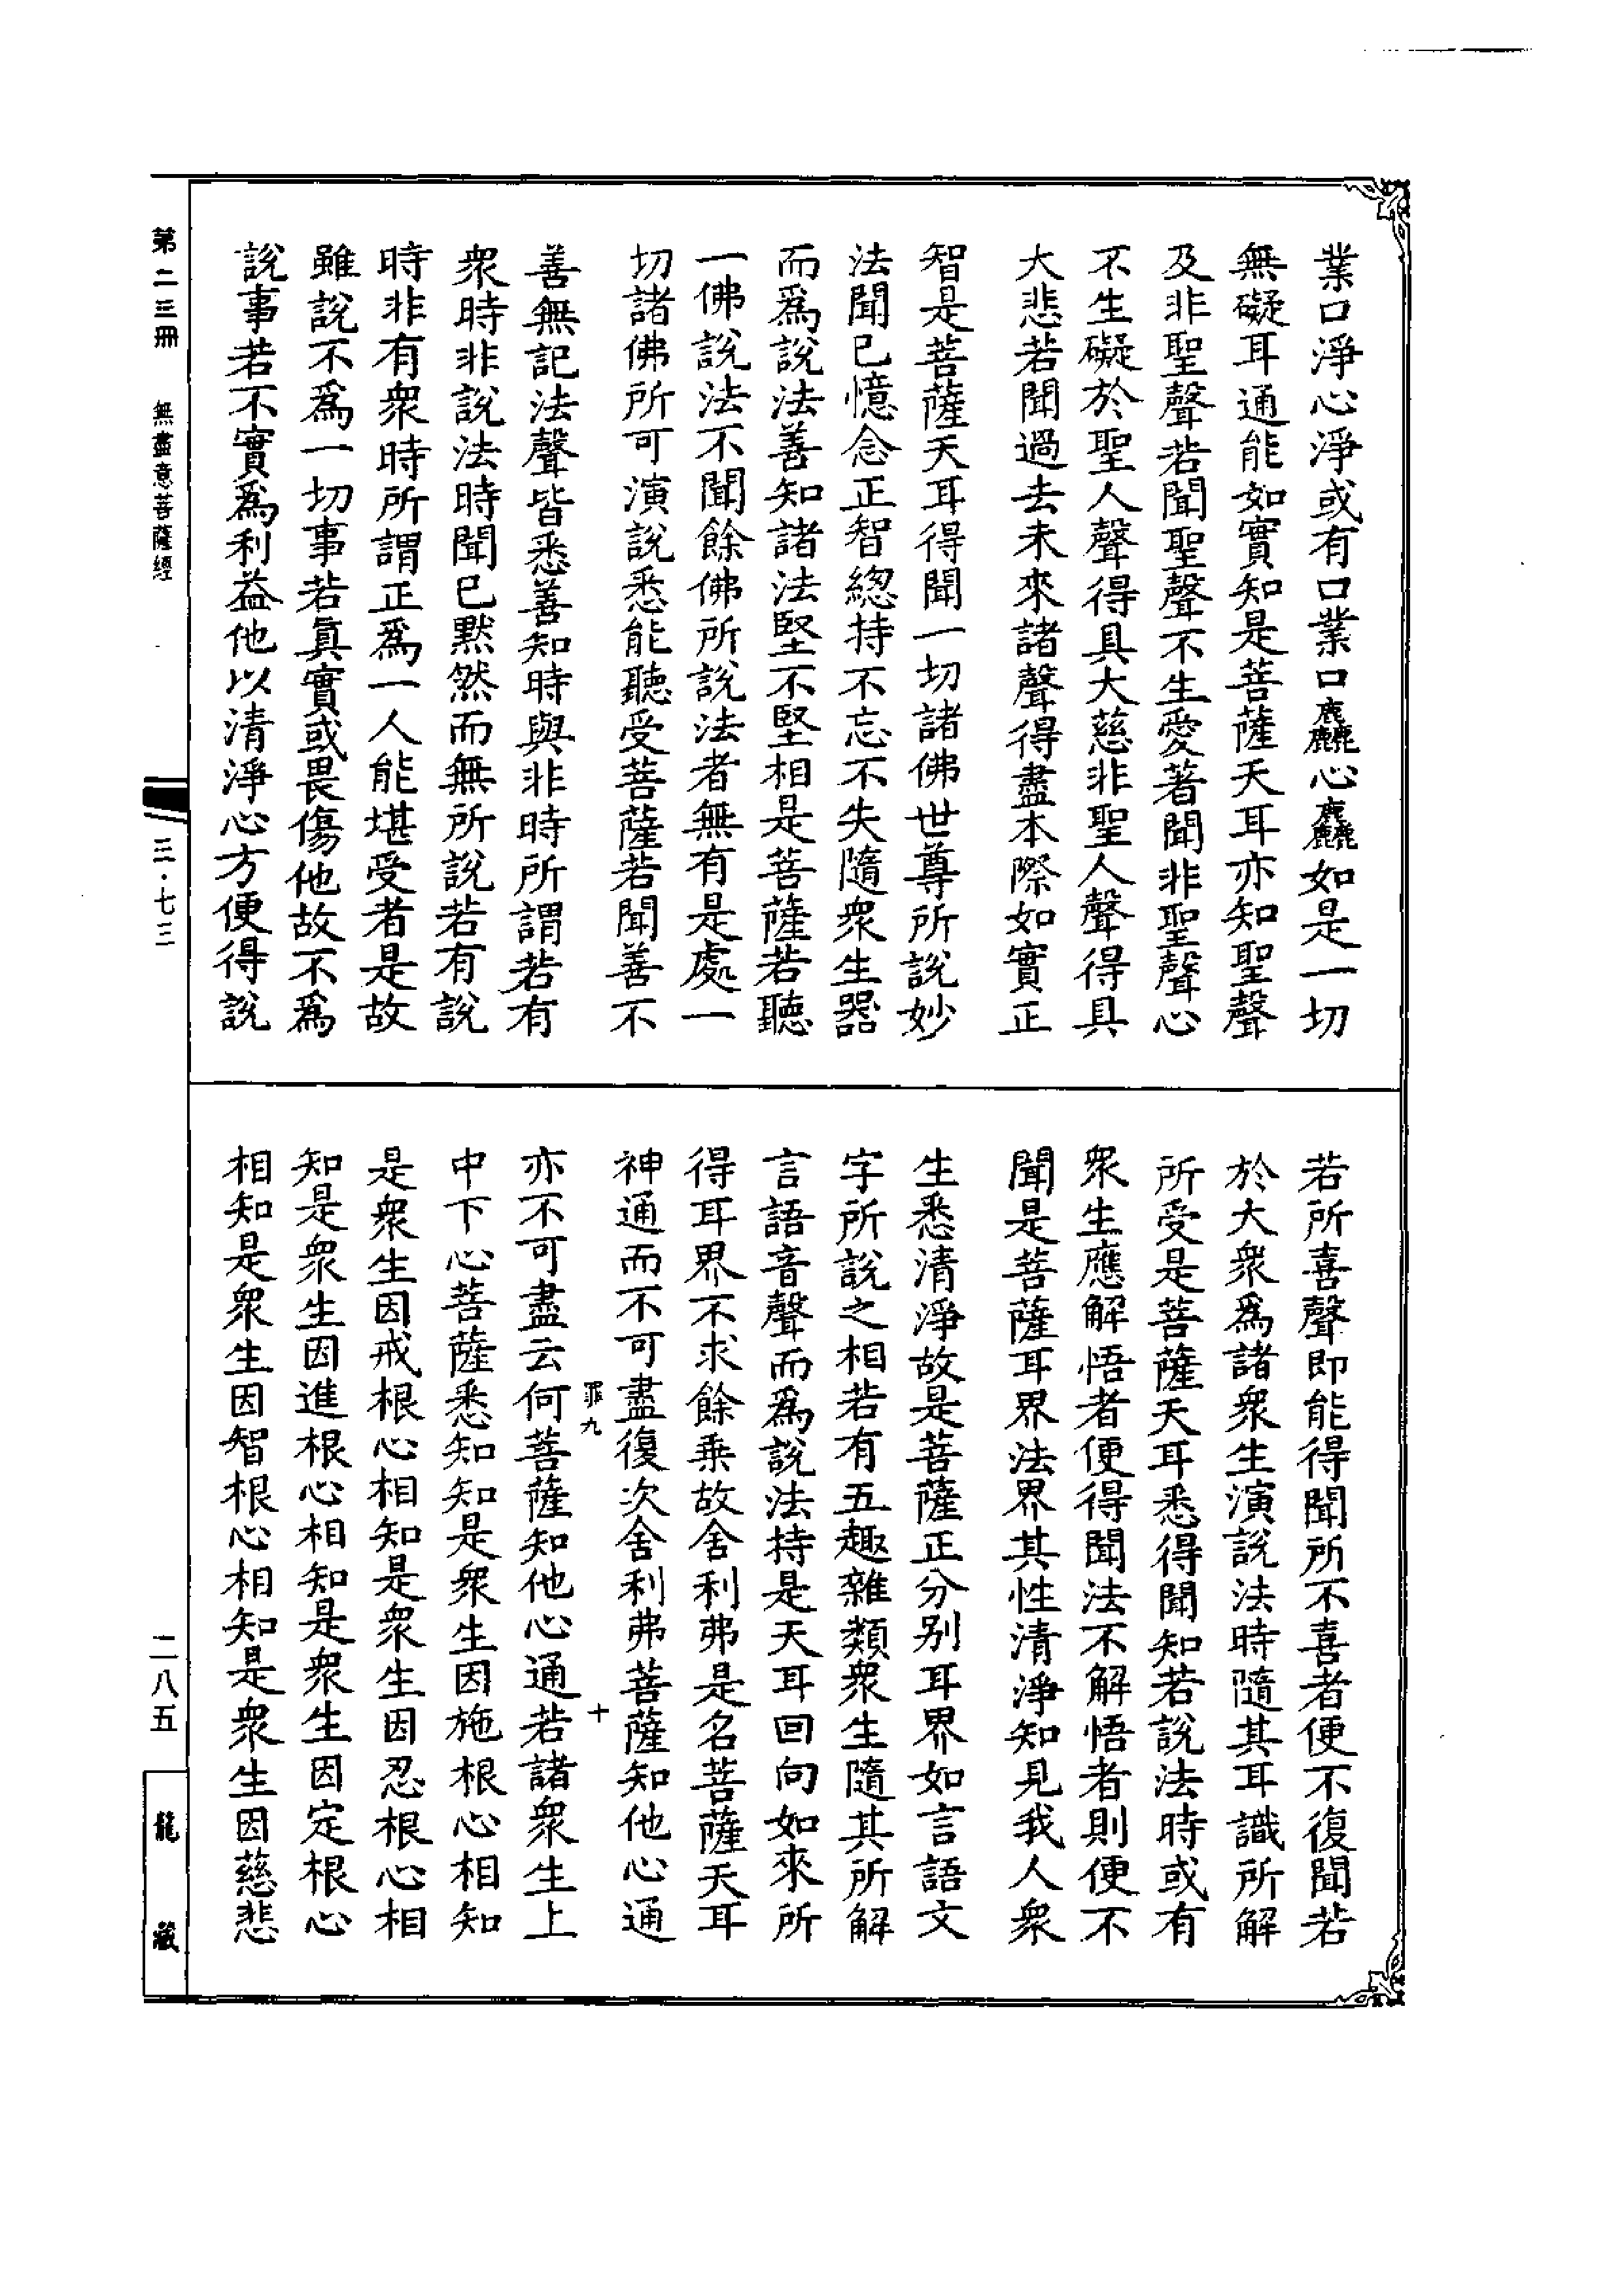 業口淨心淨或有口業口麤心麤如是一切
無礙耳通能如實知是菩薩天耳亦知聖聲
及非聖聲若聞聖聲不生愛著聞非聖聲心
不生礙於聖人聲得具大慈非聖人聲得具
大悲若聞過去未來諸聲得盡本際如實正
智是菩薩天耳得聞一切諸佛世尊所說妙
法聞已憶念正智緫持不忘不失隨衆生器
而爲說法善知諸法堅不堅相是菩薩若聽
一佛說法不聞餘佛所說法者無有是處一
切諸佛所可演說悉能聽受菩薩若聞善不
善無記法聲皆悉善知時與非時所謂若有
衆時非說法時聞已默然而無所說若有說
時非有衆時所謂正爲一人能堪受者是故
雖說不爲一切事若眞實或畏傷他故不爲
說事若不實爲利益他以清淨心方便得說
若所喜聲即能得聞所不喜者便不復聞若
於大衆爲諸衆生演說法時隨其耳識所解
所受是菩薩天耳悉得聞知若說法時或有
衆生應解悟者便得聞法不解悟者則便不
聞是菩薩耳界法界其性清淨知見我人衆
生悉清淨故是菩薩正分別耳界如言語文
字所說之相若有五趣雜類衆生隨其所解
言語音聲而爲說法持是天耳回向如來所
得耳界不求餘乘故舍利弗是名菩薩天耳
神通而不可盡復次舍利弗菩薩知他心通
罪九
十
亦不可盡云何菩薩知他心通若諸衆生上
中下心菩薩悉知知是衆生因施根心相知
是衆生因戒根心相知是衆生因忍根心相
知是衆生因進根心相知是衆生因定根心
相知是衆生因智根心相知是衆生因慈悲
第二三冊
無盡意菩薩經
三·七三
二八五
龍藏